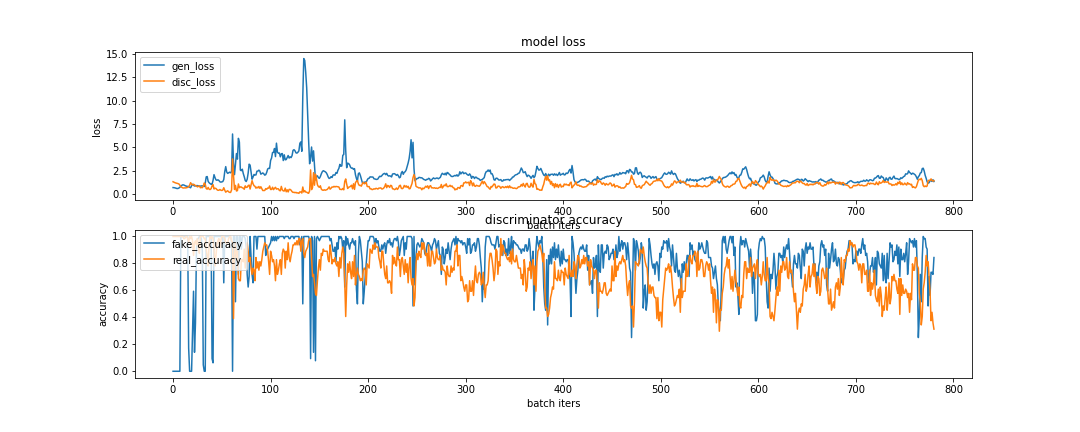 model loss
15.0
12.5
10.0
7.5
5.0
2.5
0.0
loss
gen_loss
disc_loss
0 100 200 300 400 500 600 700 800
batch iters
discriminator accuracy
1.0
0.8
0.6
0.4
0.2
0.0
accuracy
fake_accuracy
real_accuracy
0 100 200 300 400 500 600 700 800
batch iters